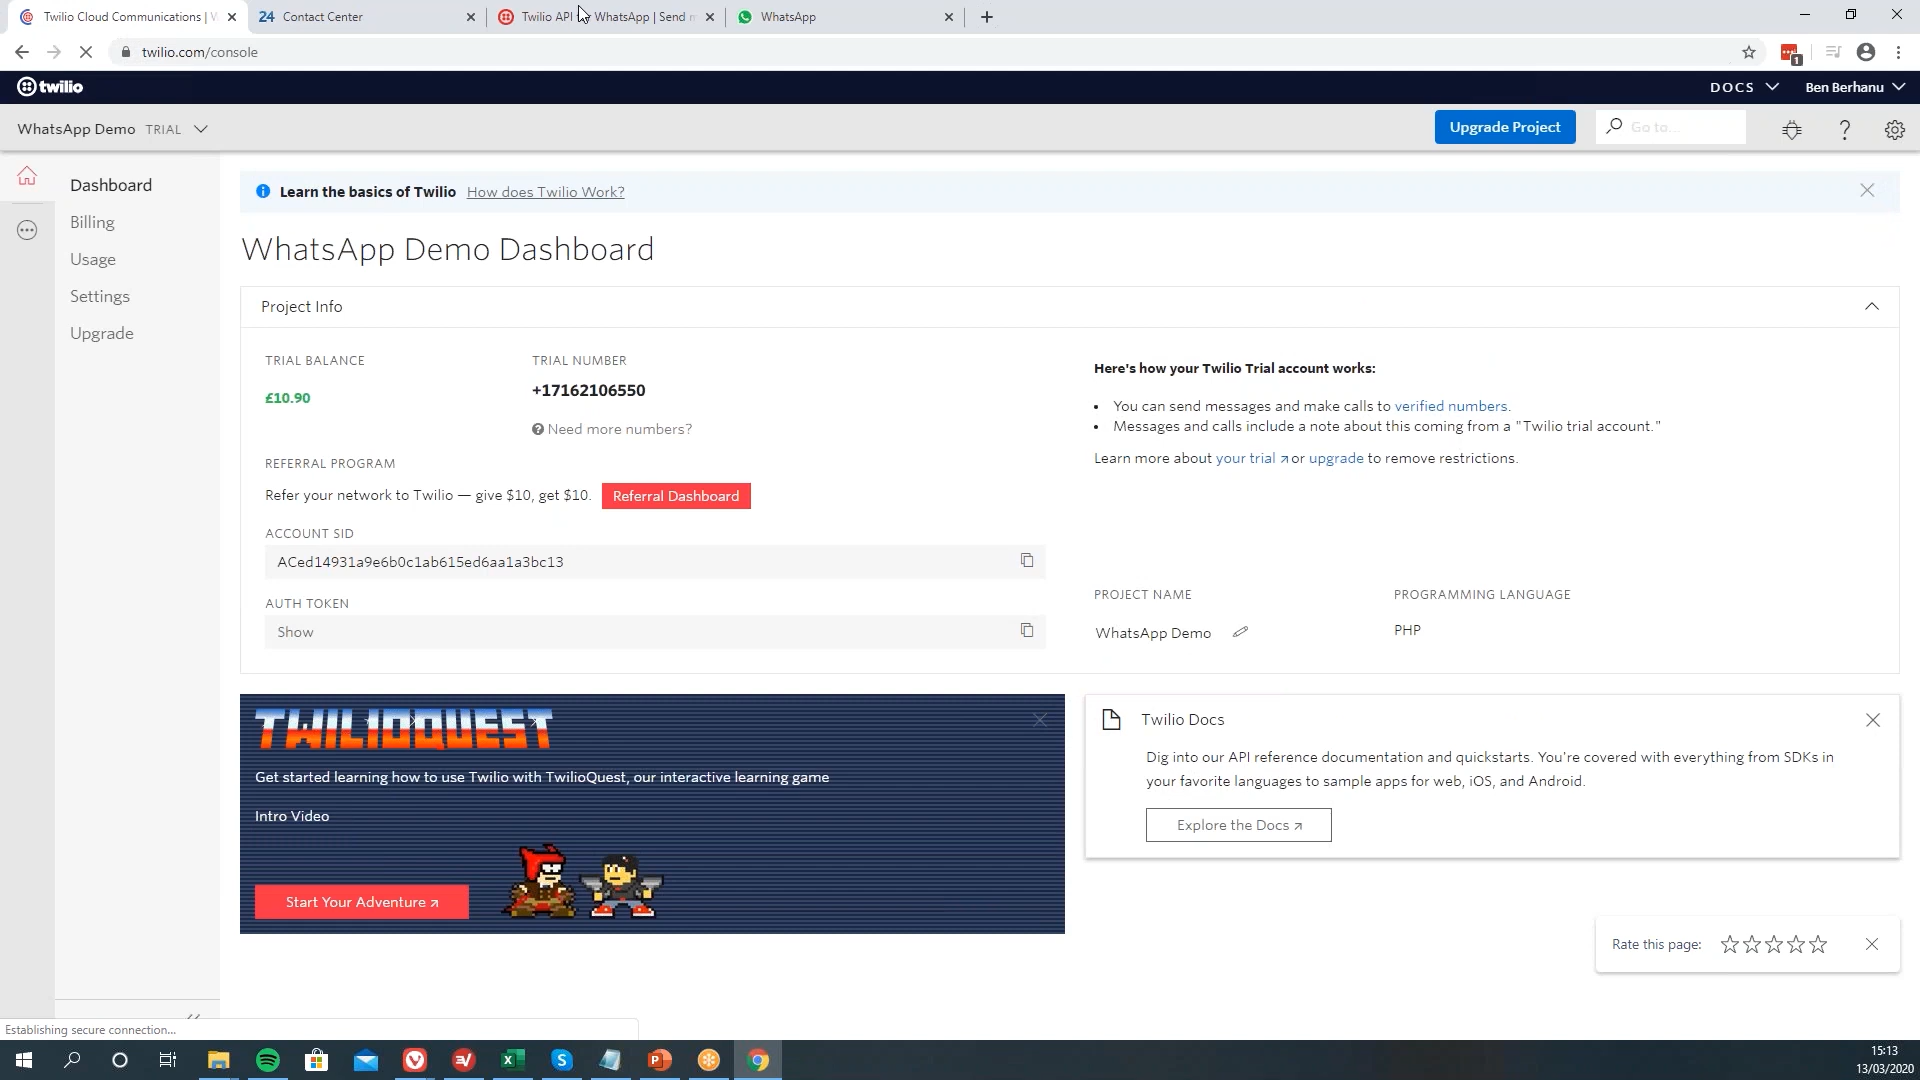 Twilio Cloud Communications | W
24 Contact Center
Twilio API for WhatsApp | Send m
WhatsApp
twilio.com/console
1
twilio
DOCS
Ben Berhanu
WhatsApp Demo TRIAL
Upgrade Project
Go to...
Dashboard
Billing
Usage
Settings
Upgrade
Learn the basics of Twilio How does Twilio Work?
WhatsApp Demo Dashboard
Project Info
TRIAL BALANCE
£10.90
TRIAL NUMBER
+17162106550
Need more numbers?
REFERRAL PROGRAM
Refer your network to Twilio — give $10, get $10.
Referral Dashboard
ACCOUNT SID
ACed14931a9e6b0c1ab615ed6aa1a3bc13
AUTH TOKEN
Show
Here's how your Twilio Trial account works:
• You can send messages and make calls to verified numbers.
• Messages and calls include a note about this coming from a "Twilio trial account."
Learn more about your trial or upgrade to remove restrictions.
PROJECT NAME
WhatsApp Demo
PROGRAMMING LANGUAGE
PHP
TWILIOQUEST
Get started learning how to use Twilio with TwilioQuest, our interactive learning game
Intro Video
Start Your Adventure
Twilio Docs
Dig into our API reference documentation and quickstarts. You're covered with everything from SDKs in
your favorite languages to sample apps for web, iOS, and Android.
Explore the Docs
Rate this page:
Establishing secure connection...
15:13
13/03/2020